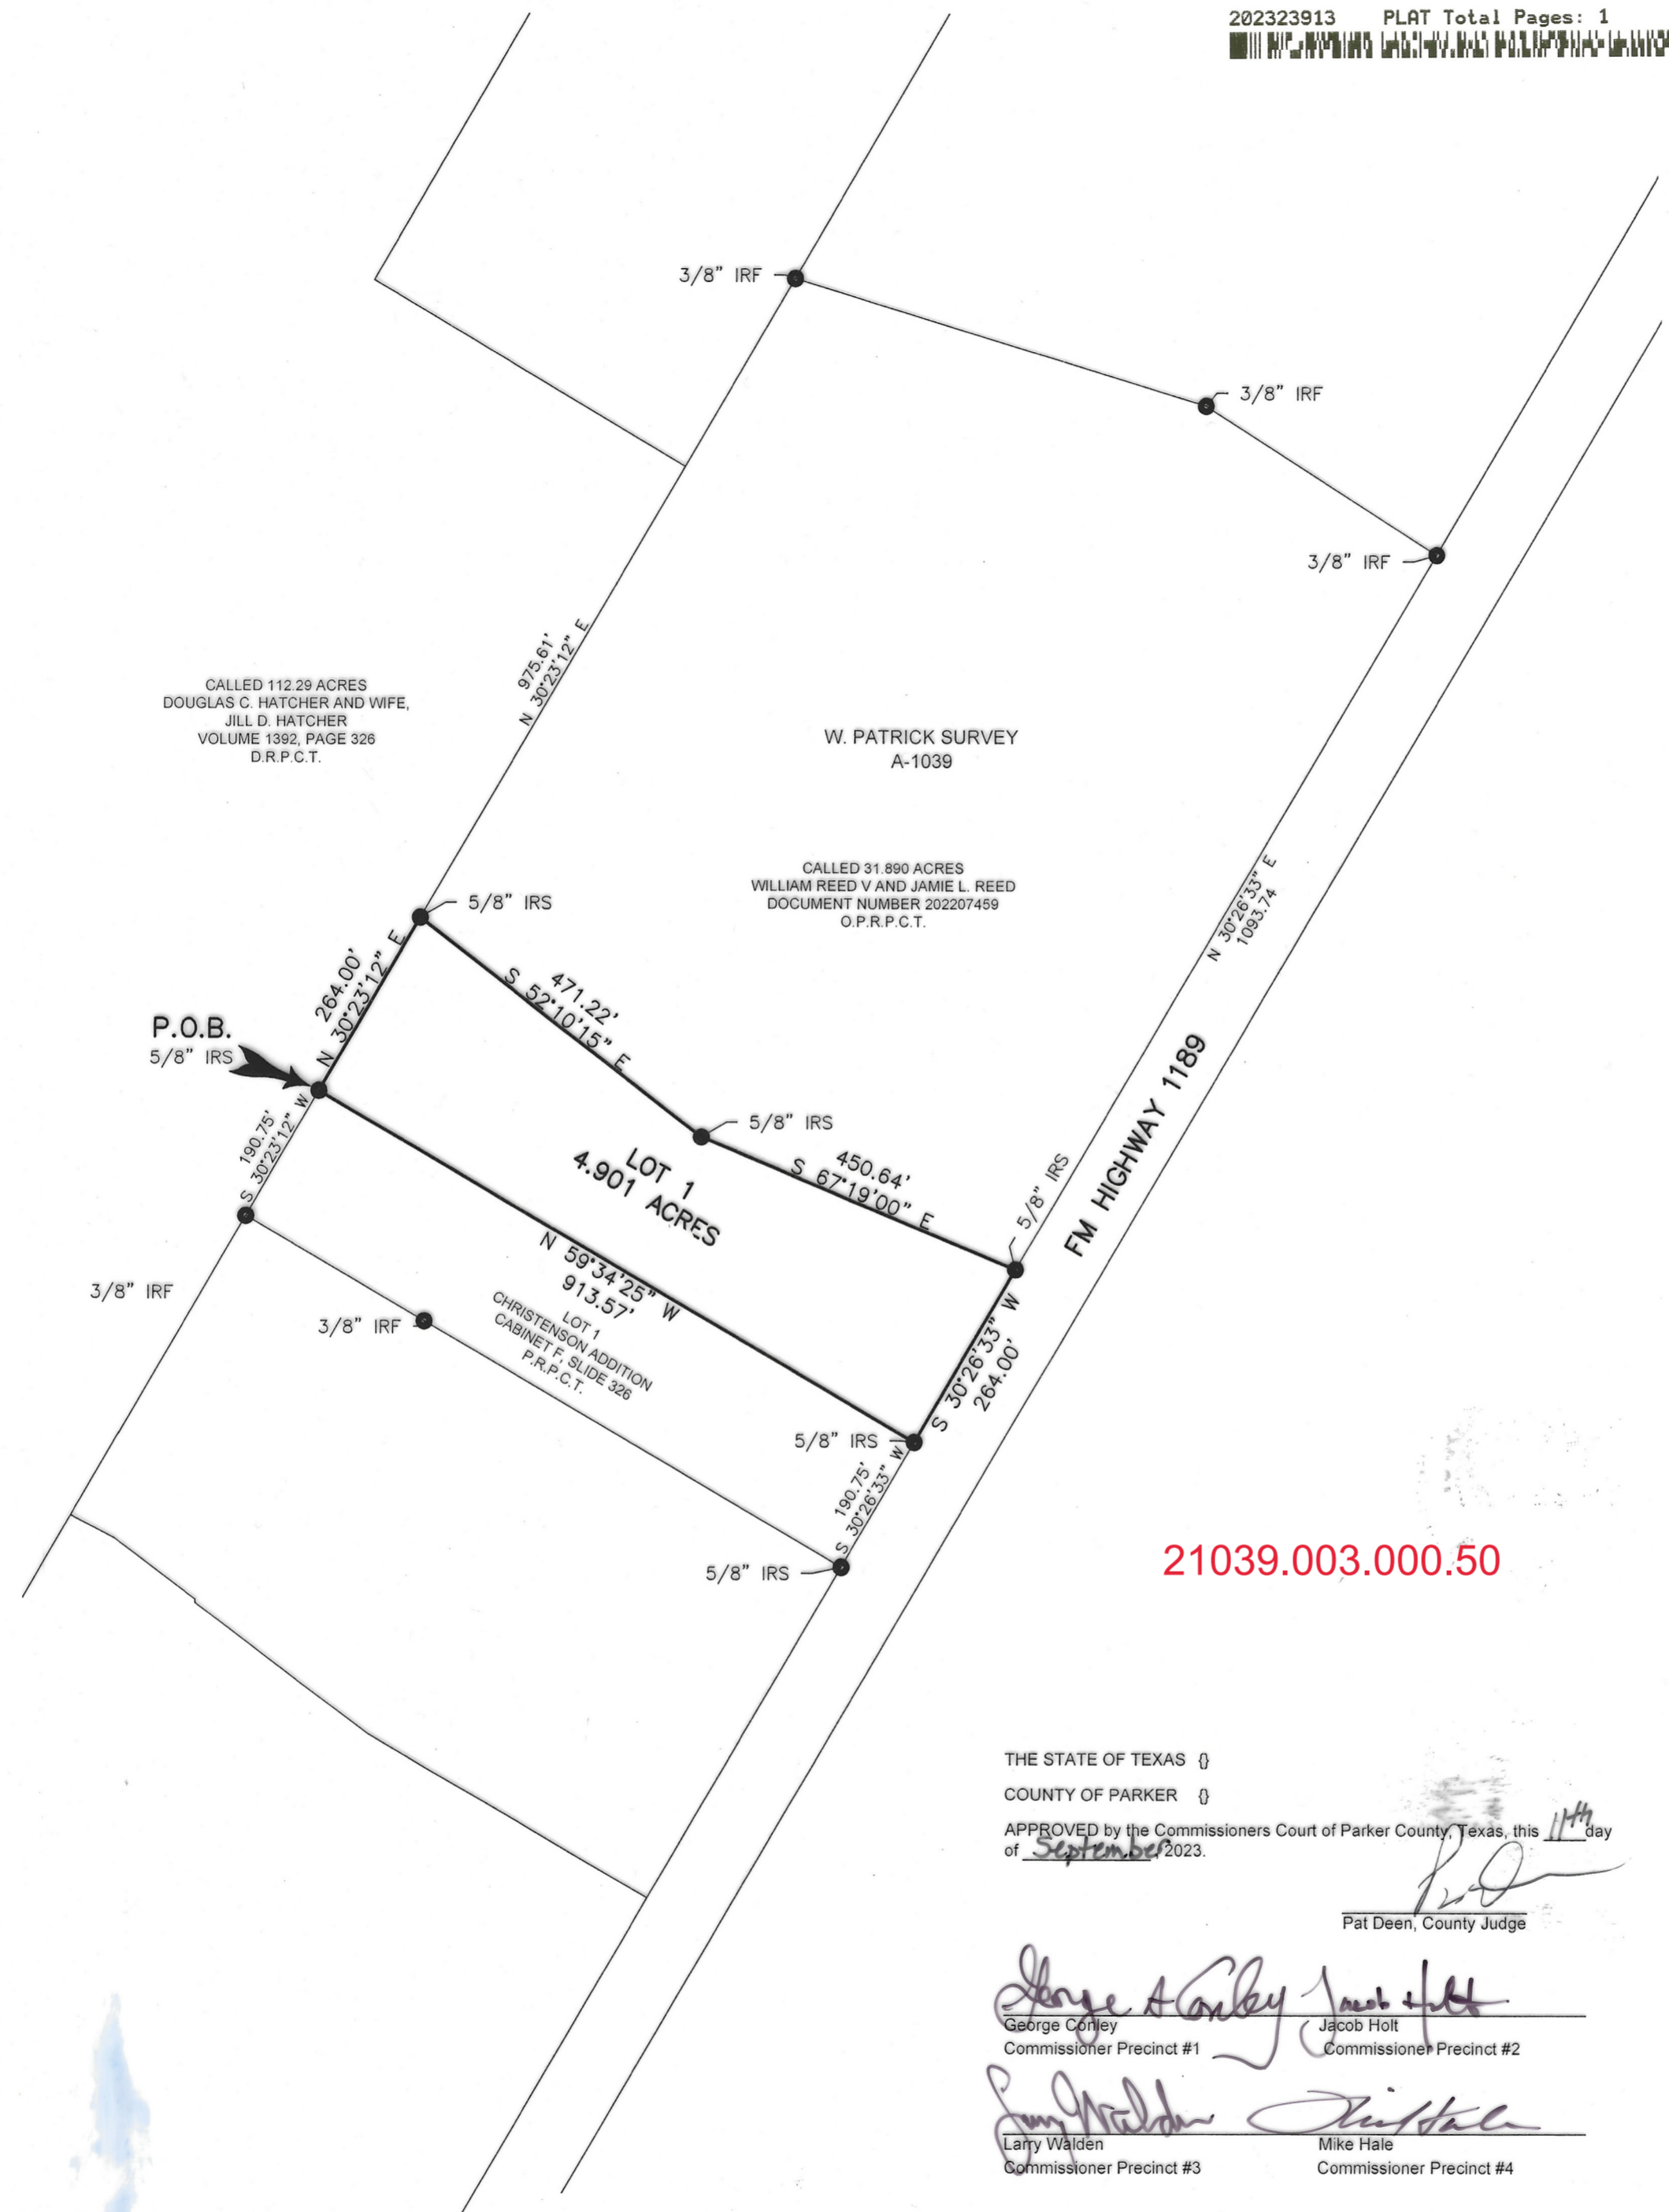 202323913 PLAT Total Pages: 1
3/8" IRF
3/8" IRF
3/8" IRF
975.61'
N 30°23'12" E
CALLED 112.29 ACRES
DOUGLAS C. HATCHER AND WIFE,
JILL D. HATCHER
VOLUME 1392, PAGE 326
D.R.P.C.T.
W. PATRICK SURVEY
A-1039
CALLED 31.890 ACRES
WILLIAM REED V AND JAMIE L. REED
DOCUMENT NUMBER 202207459
O.P.R.P.C.T.
N 30°26'33" E
1093.74
5/8" IRS
264.00'
N 30°23'12" E
471.22'
S 52°10'15" E
P.O.B.
5/8" IRS
FM HIGHWAY 1189
190.75'
S 30°23'12" W
5/8" IRS
450.64'
S 67°19'00" E
5/8" IRS
LOT 1
4.901 ACRES
N 59°34'25" W
913.57'
3/8" IRF
3/8" IRF
LOT 1
CHRISTENSON ADDITION
CABINET F, SLIDE 326
P.R.P.C.T.
S 30°26'33" W
264.00'
5/8" IRS
190.75'
S 30°26'33" W
5/8" IRS
21039.003.000.50
THE STATE OF TEXAS {}
COUNTY OF PARKER {}
APPROVED by the Commissioners Court of Parker County, Texas, this 11th day
of September, 2023.
Pat Deen, County Judge
George A Conley Jacob Holt
George Conley Jacob Holt
Commissioner Precinct #1 Commissioner Precinct #2
Larry Walden Mike Hale
Larry Walden Mike Hale
Commissioner Precinct #3 Commissioner Precinct #4